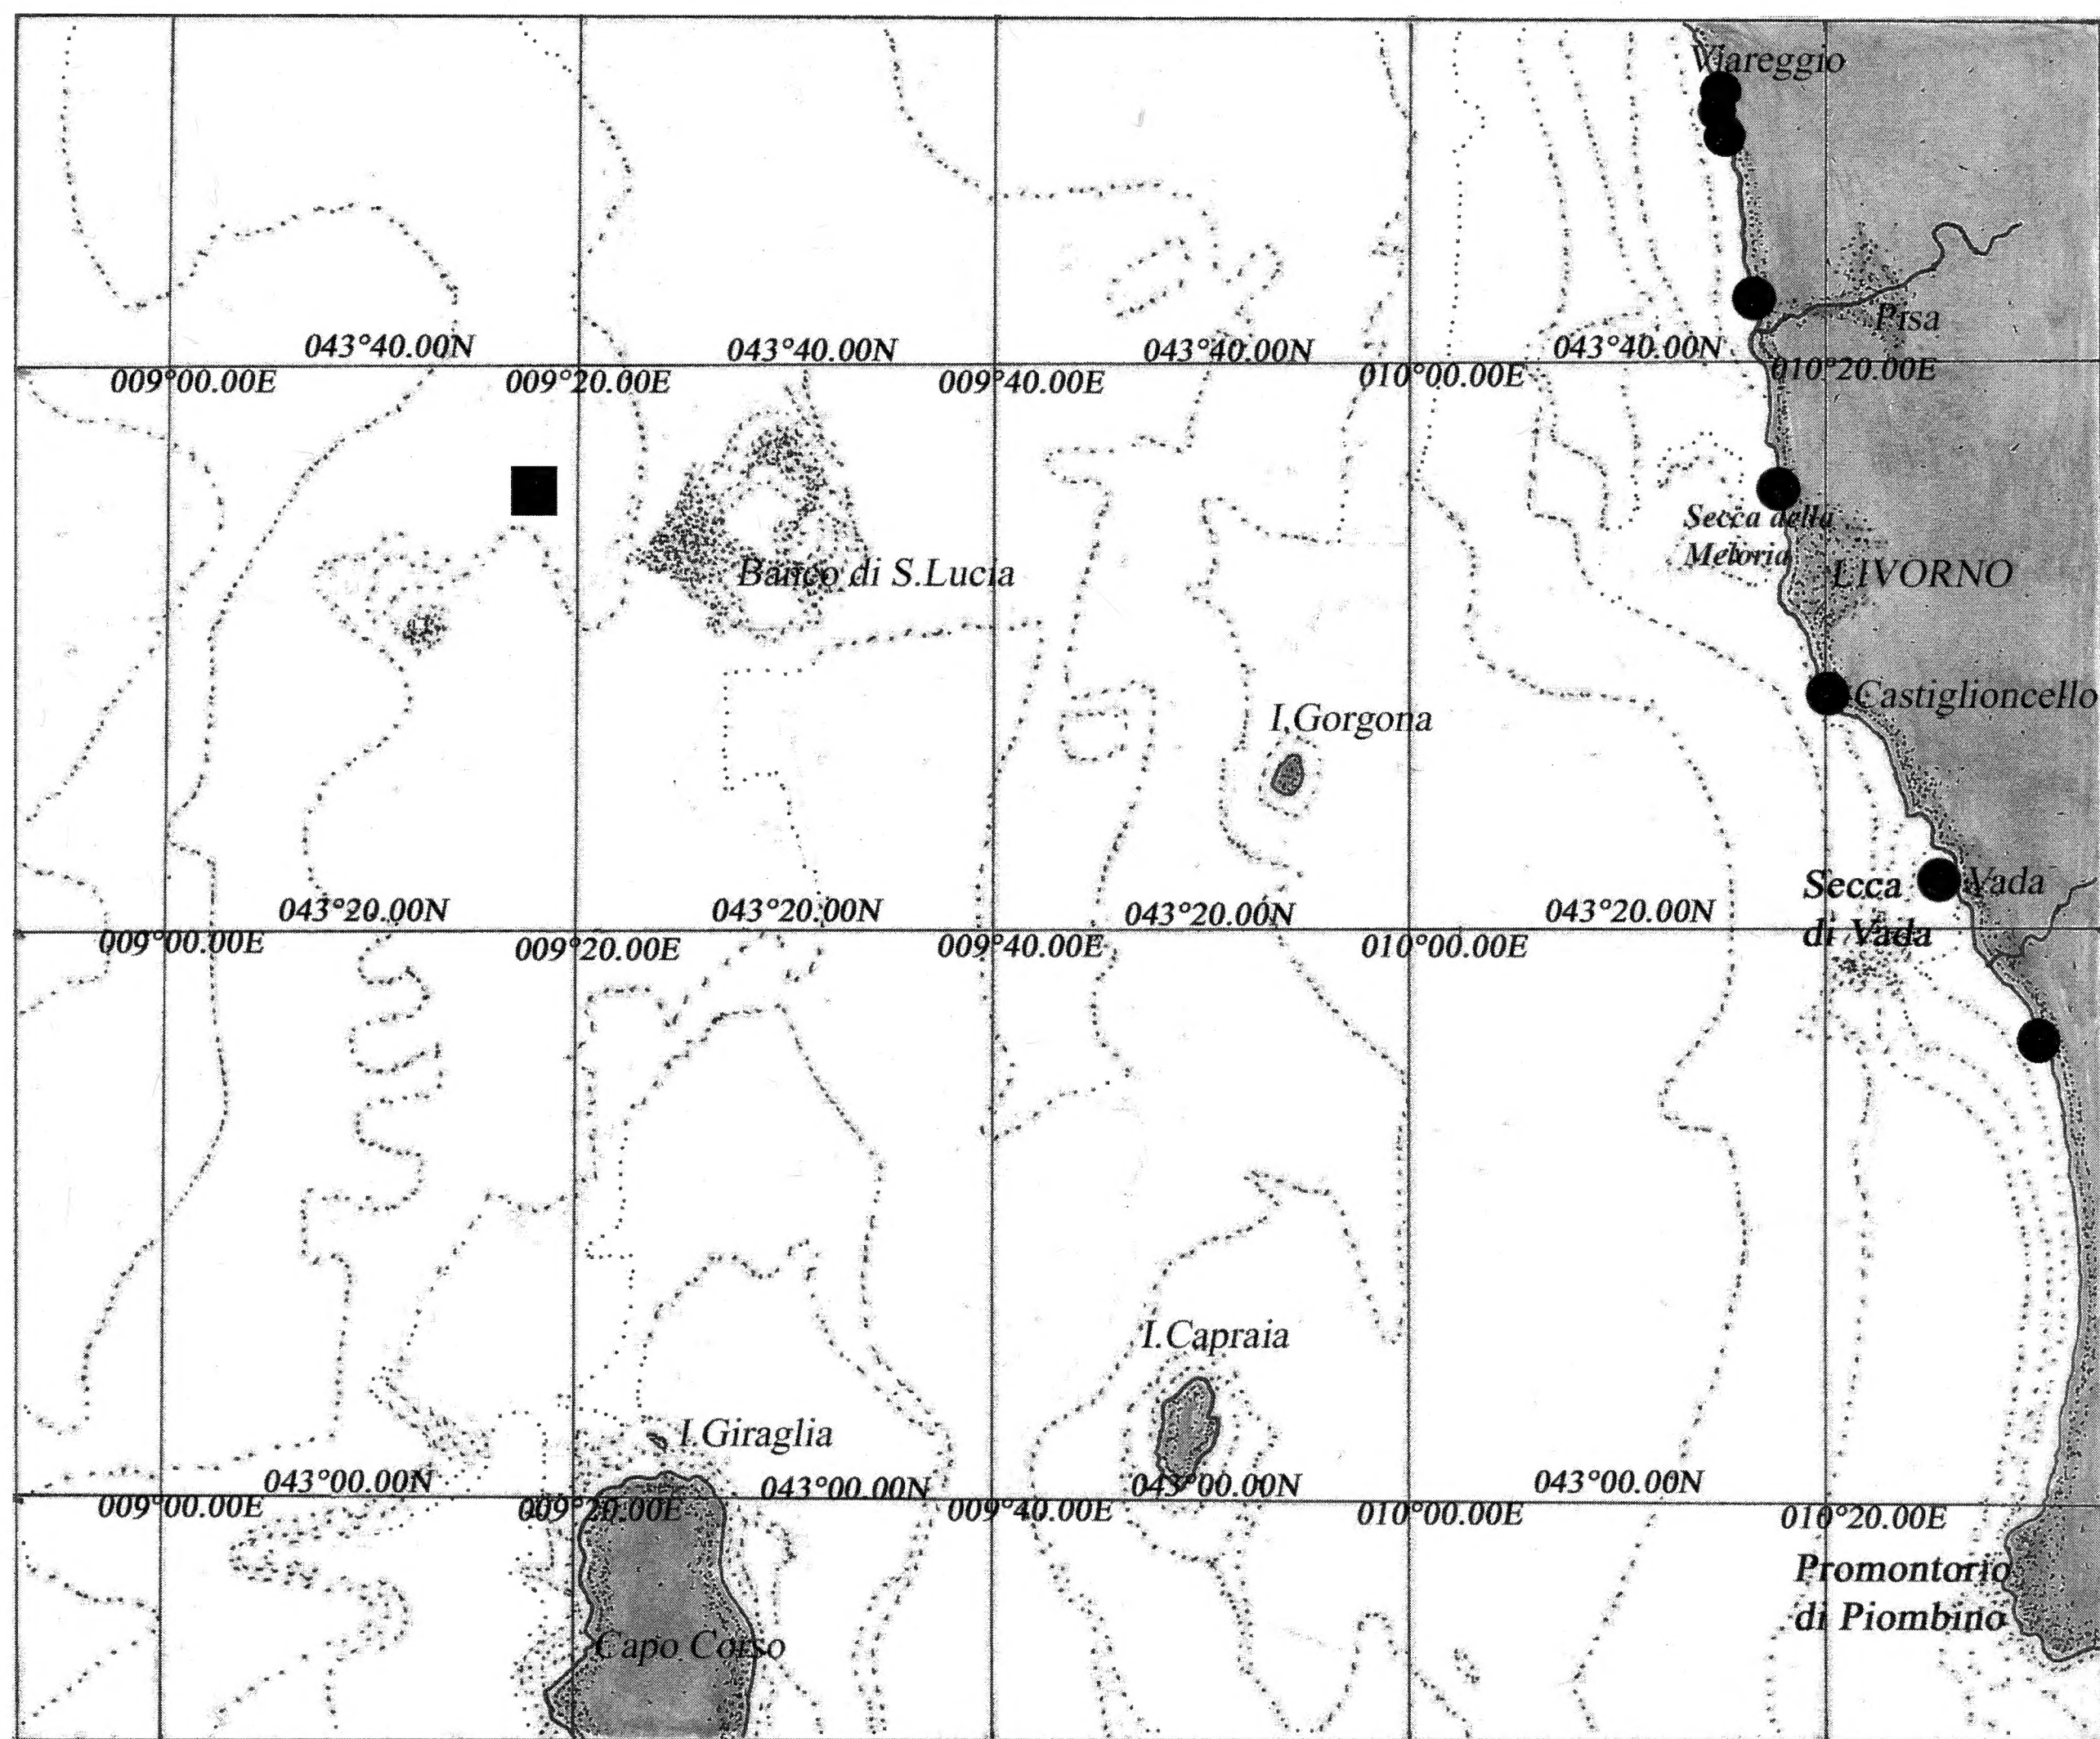 Viareggio
Pisa
043°40.00N 043°40.00N 043°40.00N 043°40.00N
009°00.00E 009°20.00E 009°40.00E 010°00.00E 010°20.00E
Secca della
Meloria
Banco di S.Lucia
LIVORNO
Castiglioncello
I.Gorgona
Secca
di Vada
Vada
043°20.00N 043°20.00N 043°20.00N 043°20.00N
009°00.00E 009°20.00E 009°40.00E 010°00.00E
I.Capraia
I.Giraglia
043°00.00N 043°00.00N 043°00.00N 043°00.00N
009°00.00E 009°20.00E 009°40.00E 010°00.00E 010°20.00E
Promontorio
di Piombino
Capo Corso